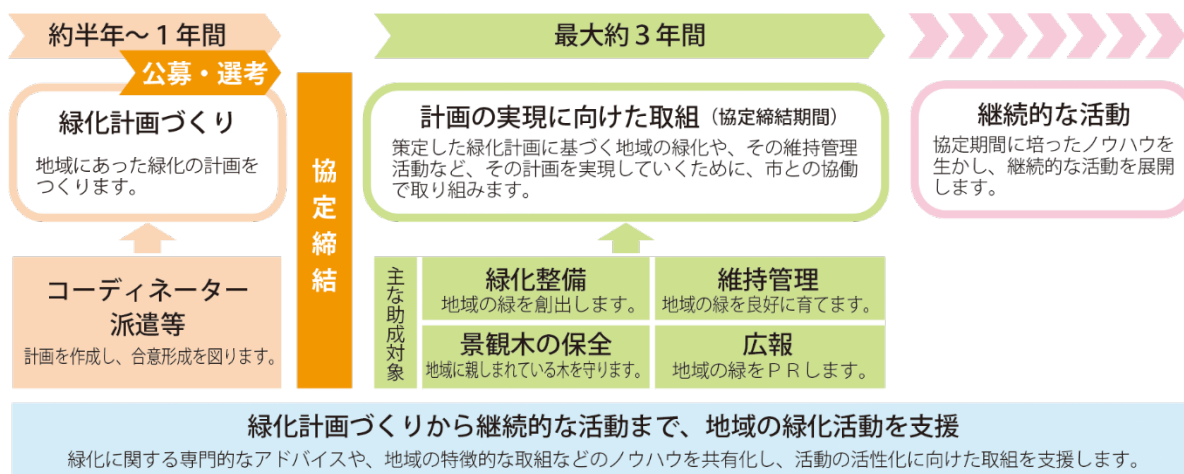 約半年～１年間
最大約３年間
公募・選考
緑化計画づくり
地域にあった緑化の計画を
つくります。
協定締結
計画の実現に向けた取組（協定締結期間）
策定した緑化計画に基づく地域の緑化や、その維持管理
活動など、その計画を実現していくために、市との協働
で取り組みます。
継続的な活動
協定期間に培ったノウハウを
生かし、継続的な活動を展開
します。
コーディネーター
派遣等
計画を作成し、合意形成を図ります。
主な助成対象
緑化整備
地域の緑を創出します。
維持管理
地域の緑を良好に育てます。
景観木の保全
地域に親しまれている木を守ります。
広報
地域の緑をＰＲします。
緑化計画づくりから継続的な活動まで、地域の緑化活動を支援
緑化に関する専門的なアドバイスや、地域の特徴的な取組などのノウハウを共有化し、活動の活性化に向けた取組を支援します。